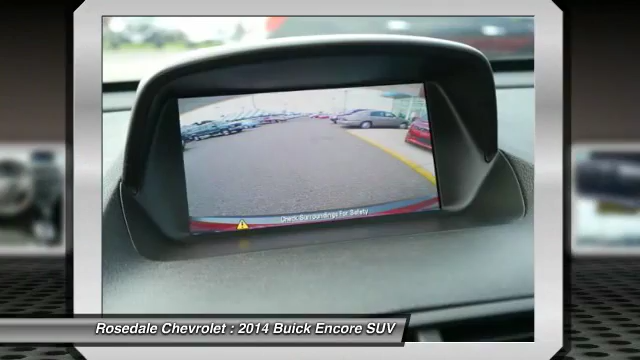 Check Surroundings For Safety
Rosedale Chevrolet : 2014 Buick Encore SUV